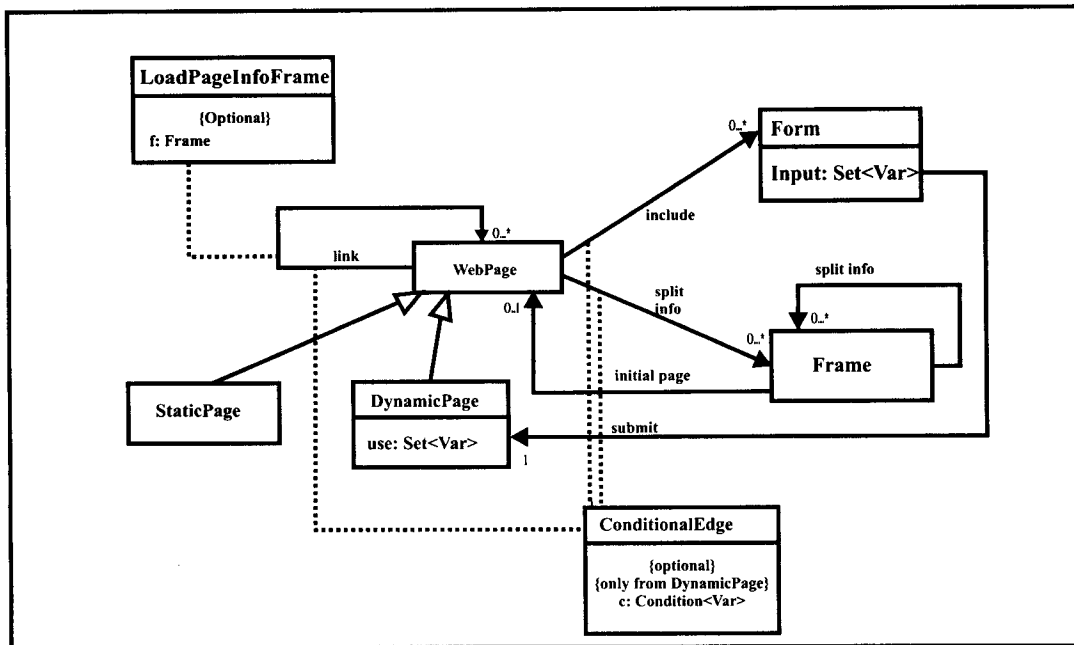 LoadPageInfoFrame
{Optional}
f: Frame
0...*
Form
Input: Set<Var>
include
0...*
link
WebPage
split info
split
info
0..1
0...*
0...*
Frame
initial page
StaticPage
DynamicPage
use: Set<Var>
submit
1
ConditionalEdge
{optional}
{only from DynamicPage}
c: Condition<Var>